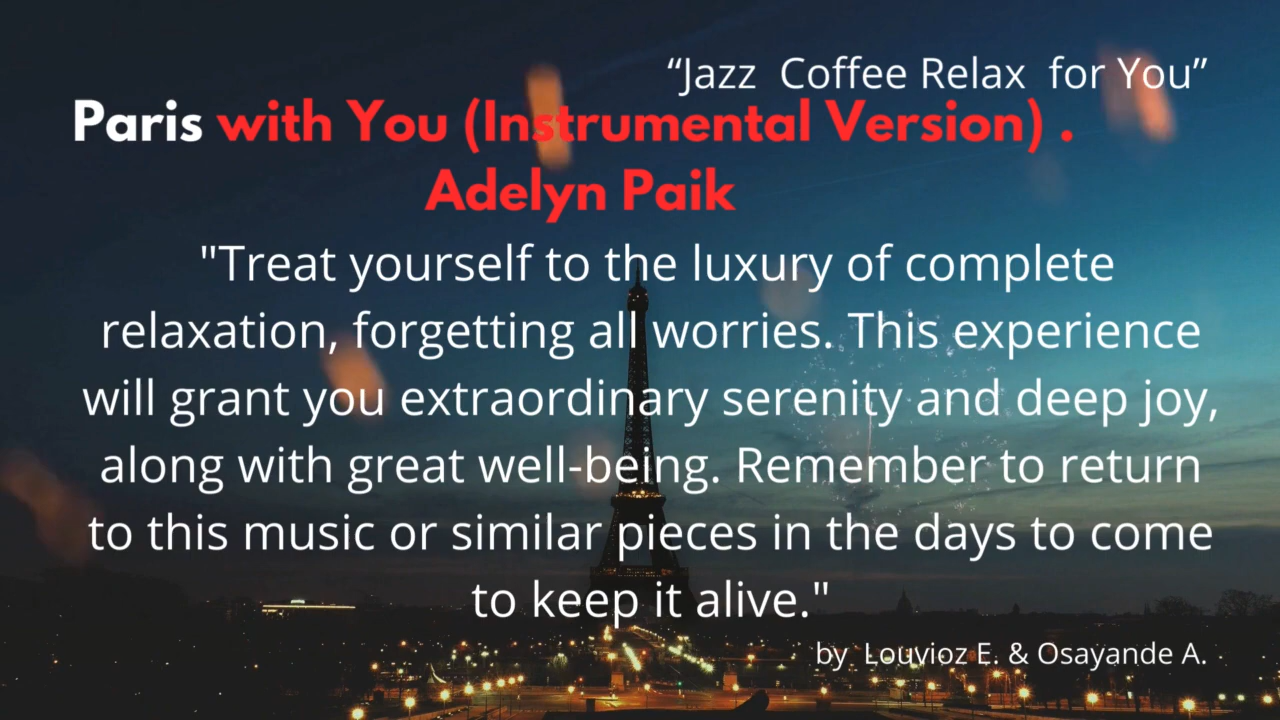 “Jazz  Coffee Relax  for You”
Paris with You (Instrumental Version) .
Adelyn Paik
"Treat yourself to the luxury of complete
relaxation, forgetting all worries. This experience
will grant you extraordinary serenity and deep joy,
along with great well-being. Remember to return
to this music or similar pieces in the days to come
to keep it alive."
by  Louvioz E. & Osayande A.